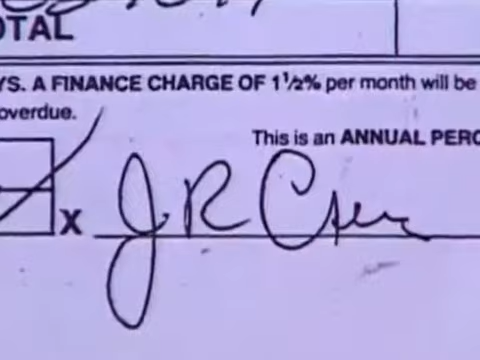 OTAL
YS. A FINANCE CHARGE OF 1½% per month will be
overdue.
This is an ANNUAL PERC
X J R